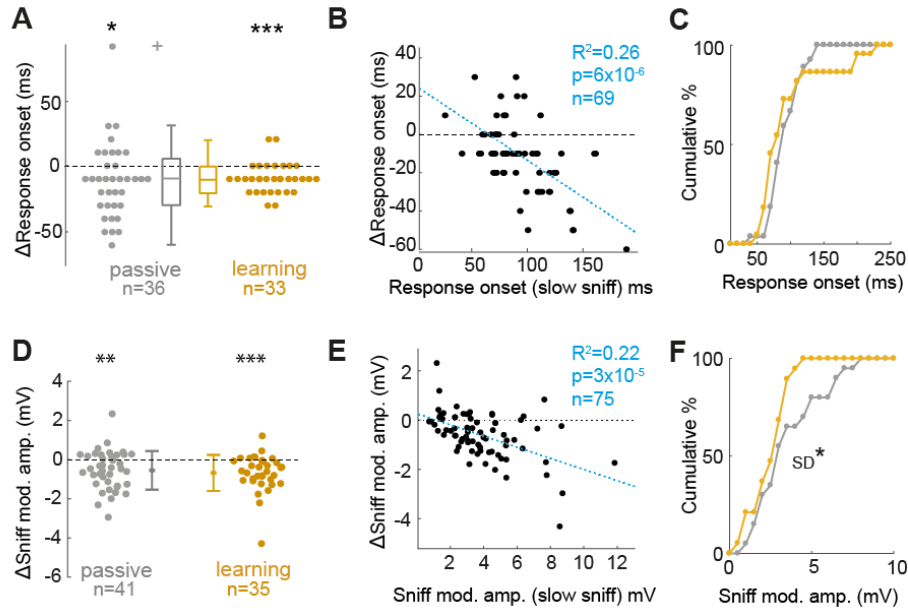 A
*
***
ΔResponse onset (ms)
50
0
-50
passive
n=36
learning
n=33
B
ΔResponse onset (ms)
40
20
0
-20
-40
-60
0
50
100
150
Response onset (slow sniff) ms
R²=0.26
p=6x10⁻⁶
n=69
C
Cumulative %
100
50
0
50
150
250
Response onset (ms)
D
**
***
ΔSniff mod. amp. (mV)
4
2
0
-2
-4
-6
passive
n=41
learning
n=35
E
ΔSniff mod. amp. (mV)
2
0
-2
-4
2
4
6
8
10
12
Sniff mod. amp. (slow sniff) mV
R²=0.22
p=3x10⁻⁵
n=75
F
Cumulative %
100
50
0
0
5
10
Sniff mod. amp. (mV)
SD*